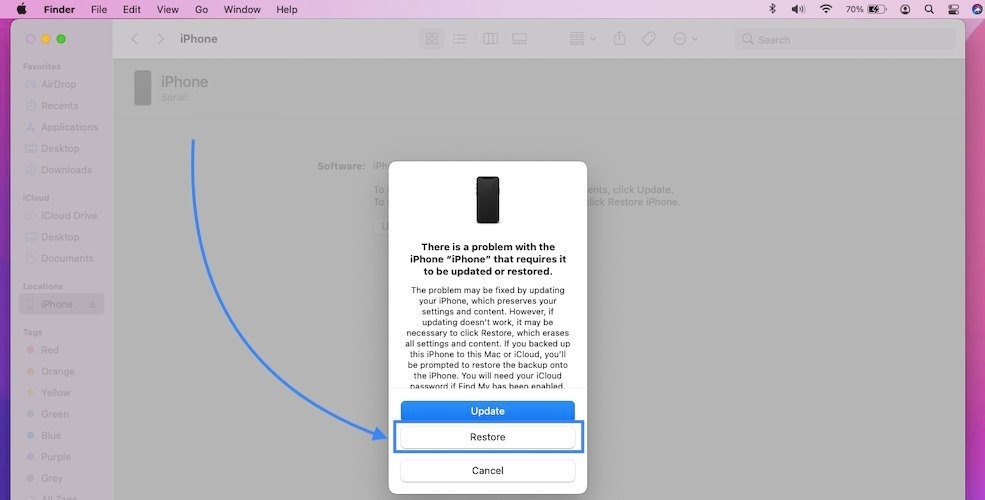 Finder File Edit View Go Window Help 70%
iPhone Search
Favorites
AirDrop
Recents
Applications
Desktop
Downloads
iCloud
iCloud Drive
Desktop
Documents
Locations
iPhone
Tags
Red
Orange
Yellow
Green
Blue
Purple
Grey
All Tags
iPhone
Serial:
Software: iPh
To ents, click Update.
To click Restore iPhone.
U
There is a problem with the
iPhone “iPhone” that requires it
to be updated or restored.
The problem may be fixed by updating
your iPhone, which preserves your
settings and content. However, if
updating doesn't work, it may be
necessary to click Restore, which erases
all settings and content. If you backed up
this iPhone to this Mac or iCloud, you'll
be prompted to restore the backup onto
the iPhone. You will need your iCloud
password if Find My has been enabled.
Update
Restore
Cancel